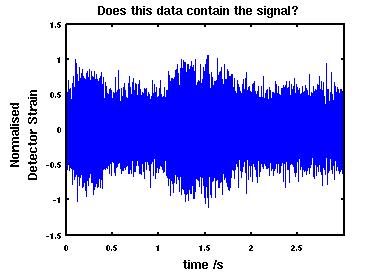 Does this data contain the signal?
1.5
1
0.5
0
-0.5
-1
-1.5
Normalised
Detector Strain
0 0.5 1 1.5 2 2.5
time /s